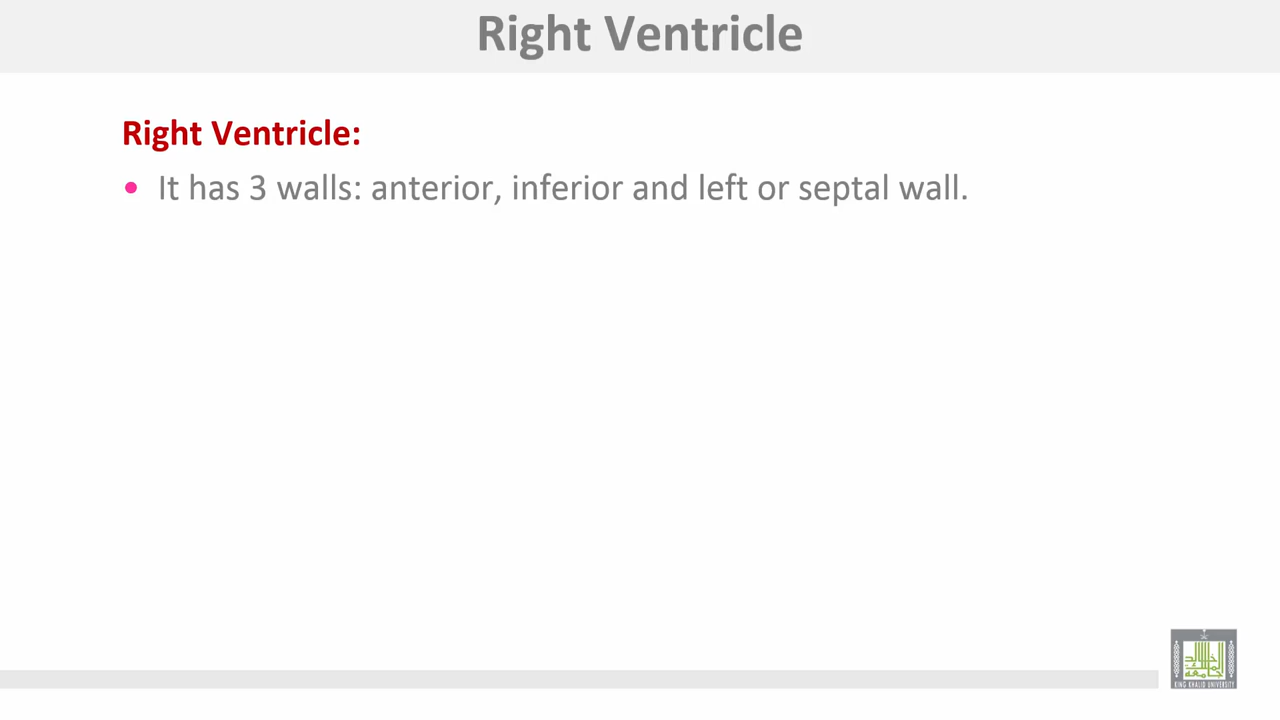 Right Ventricle
Right Ventricle:
• It has 3 walls: anterior, inferior and left or septal wall.
KING KHALID UNIVERSITY